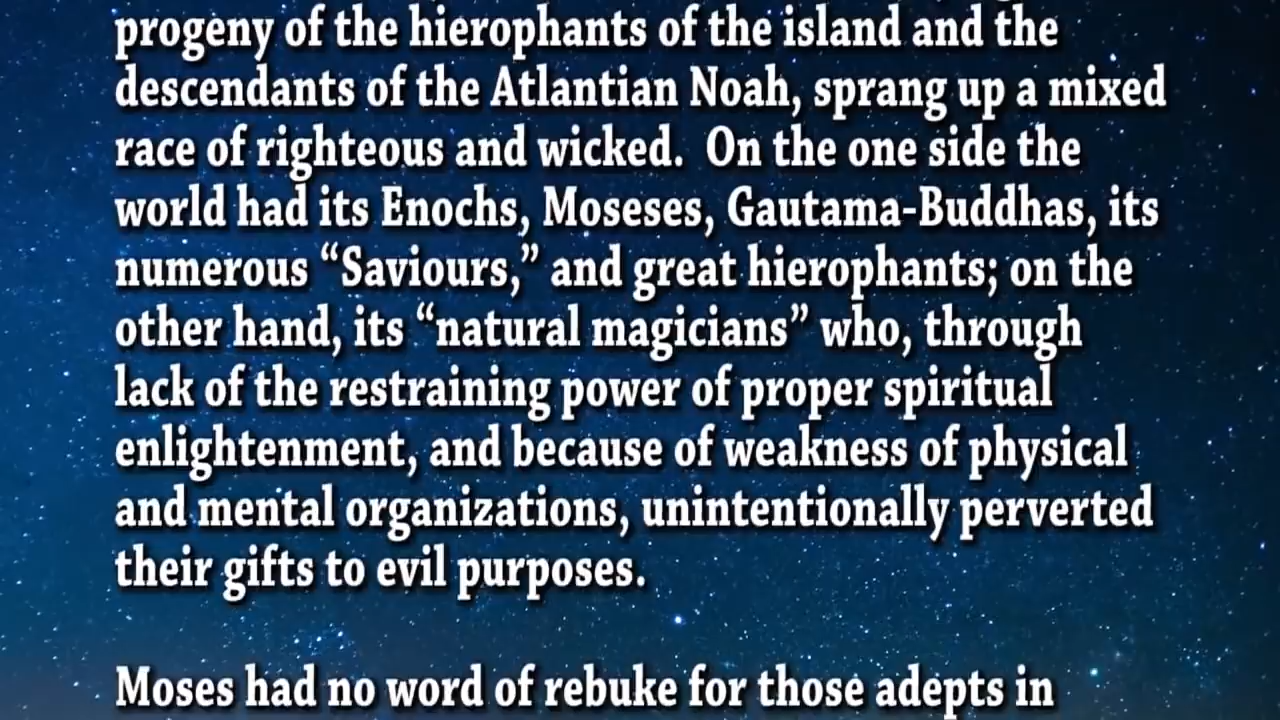 progeny of the hierophants of the island and the
descendants of the Atlantian Noah, sprang up a mixed
race of righteous and wicked.  On the one side the
world had its Enochs, Moseses, Gautama-Buddhas, its
numerous “Saviours,” and great hierophants; on the
other hand, its “natural magicians” who, through
lack of the restraining power of proper spiritual
enlightenment, and because of weakness of physical
and mental organizations, unintentionally perverted
their gifts to evil purposes.
Moses had no word of rebuke for those adepts in